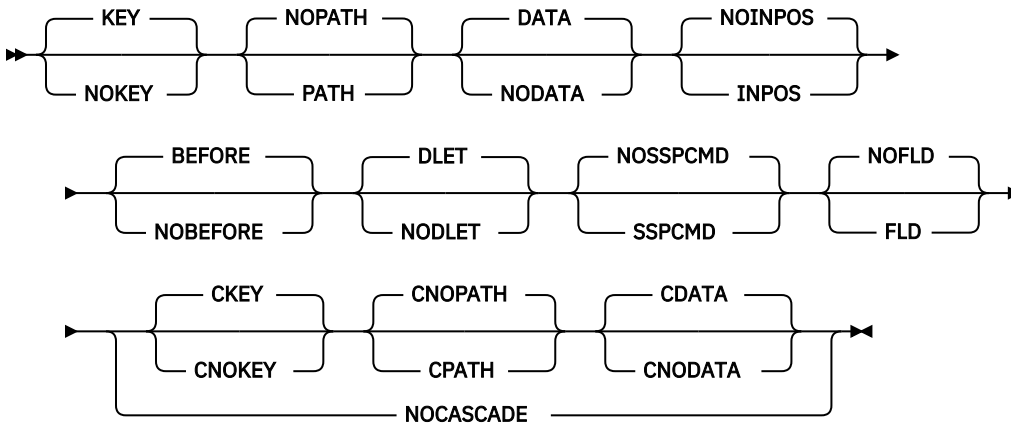 KEY NOPATH DATA NOINPOS
NOKEY PATH NODATA INPOS
BEFORE DLET NOSSPCMD NOFLD
NOBEFORE NODLET SSPCMD FLD
CKEY CNOPATH CDATA
CNOKEY CPATH CNODATA
NOCASCADE